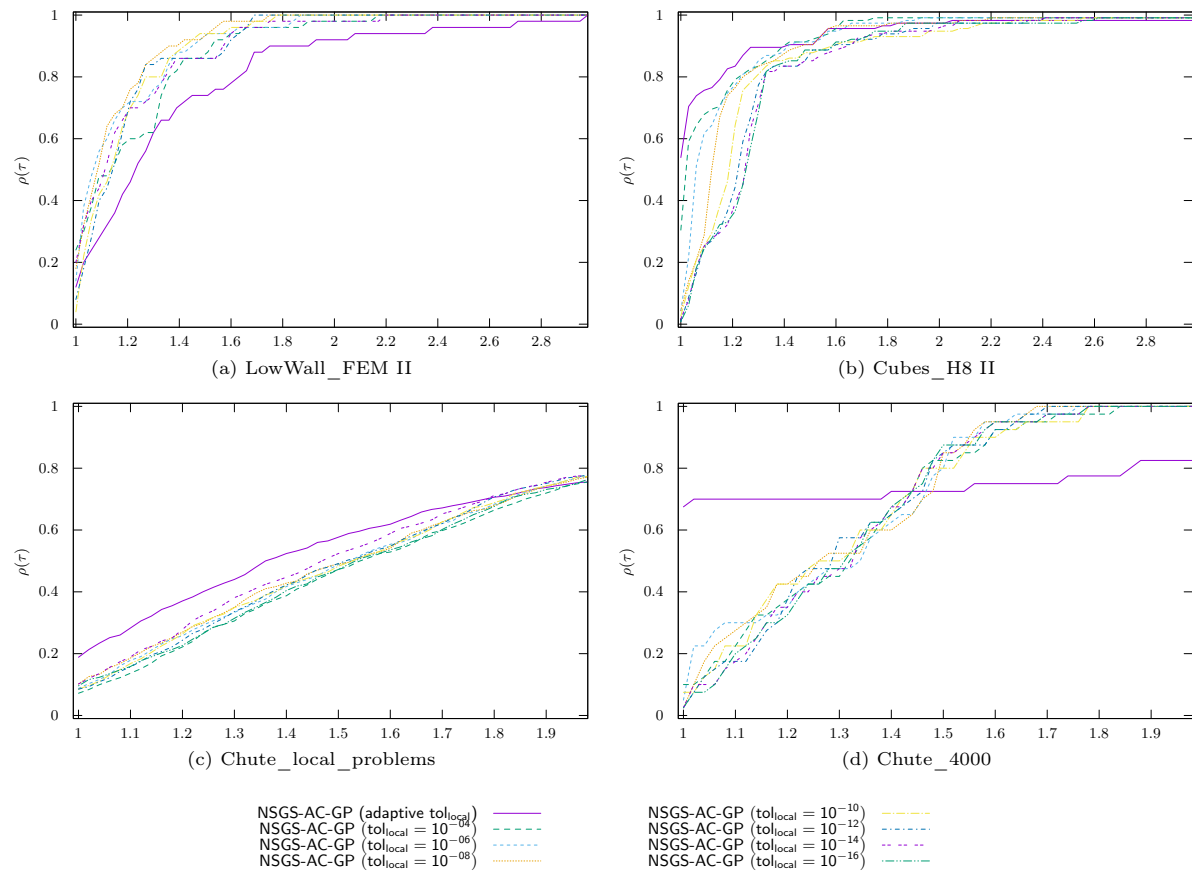 1
0.8
0.6
0.4
0.2
0
ρ(τ)
1 1.2 1.4 1.6 1.8 2 2.2 2.4 2.6 2.8
(a) LowWall_FEM II
1
0.8
0.6
0.4
0.2
0
ρ(τ)
1 1.2 1.4 1.6 1.8 2 2.2 2.4 2.6 2.8
(b) Cubes_H8 II
1
0.8
0.6
0.4
0.2
0
ρ(τ)
1 1.1 1.2 1.3 1.4 1.5 1.6 1.7 1.8 1.9
(c) Chute_local_problems
1
0.8
0.6
0.4
0.2
0
ρ(τ)
1 1.1 1.2 1.3 1.4 1.5 1.6 1.7 1.8 1.9
(d) Chute_4000
NSGS-AC-GP (adaptive tol_local)
NSGS-AC-GP (tol_local = 10^−04)
NSGS-AC-GP (tol_local = 10^−06)
NSGS-AC-GP (tol_local = 10^−08)
NSGS-AC-GP (tol_local = 10^−10)
NSGS-AC-GP (tol_local = 10^−12)
NSGS-AC-GP (tol_local = 10^−14)
NSGS-AC-GP (tol_local = 10^−16)